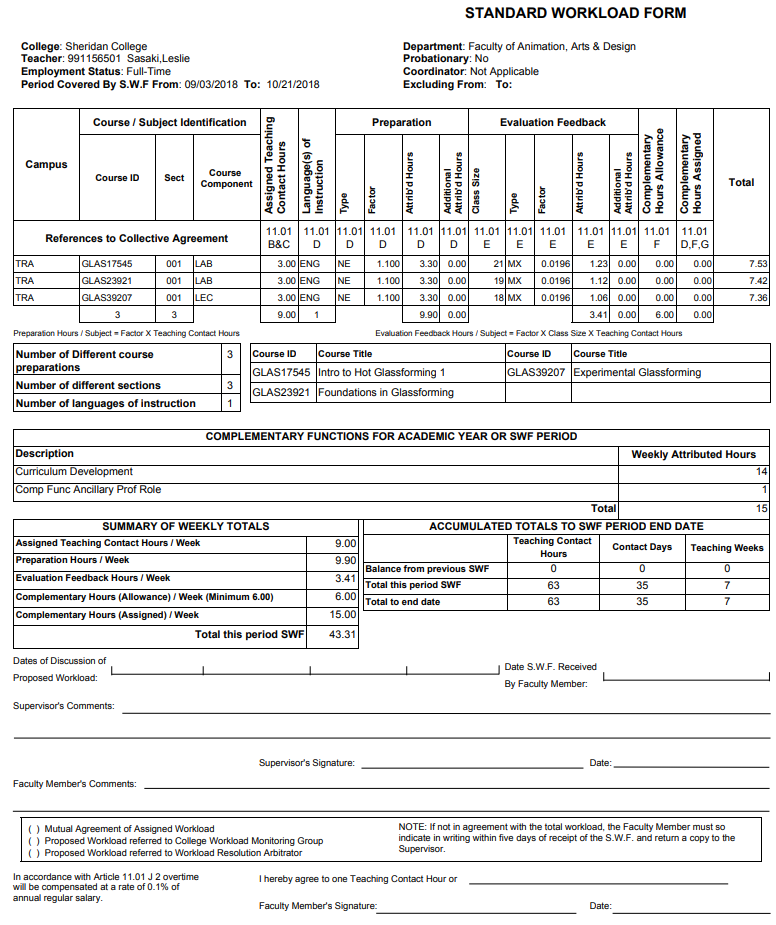 STANDARD WORKLOAD FORM
College: Sheridan College
Teacher: 991156501 Sasaki,Leslie
Employment Status: Full-Time
Period Covered By S.W.F From: 09/03/2018 To: 10/21/2018
Department: Faculty of Animation, Arts & Design
Probationary: No
Coordinator: Not Applicable
Excluding From: To:
Campus
Course / Subject Identification
Course ID
Sect
Course Component
Assigned Teaching Contact Hours
Language(s) of Instruction
Preparation
Type
Factor
Attrib'd Hours
Additional Attrib'd Hours
Evaluation Feedback
Class Size
Type
Factor
Attrib'd Hours
Additional Attrib'd Hours
Complementary Hours Allowance
Complementary Hours Assigned
Total
References to Collective Agreement 11.01 B&C 11.01 D 11.01 D 11.01 D 11.01 D 11.01 D 11.01 E 11.01 E 11.01 E 11.01 E 11.01 E 11.01 F 11.01 D,F,G
TRA GLAS17545 001 LAB 3.00 ENG NE 1.100 3.30 0.00 21 MX 0.0196 1.23 0.00 0.00 0.00 7.53
TRA GLAS23921 001 LAB 3.00 ENG NE 1.100 3.30 0.00 19 MX 0.0196 1.12 0.00 0.00 0.00 7.42
TRA GLAS39207 001 LEC 3.00 ENG NE 1.100 3.30 0.00 18 MX 0.0196 1.06 0.00 0.00 0.00 7.36
3 3 9.00 1 9.90 0.00 3.41 0.00 6.00 0.00
Preparation Hours / Subject = Factor X Teaching Contact Hours
Evaluation Feedback Hours / Subject = Factor X Class Size X Teaching Contact Hours
Number of Different course preparations 3
Number of different sections 3
Number of languages of instruction 1
Course ID Course Title Course ID Course Title
GLAS17545 Intro to Hot Glassforming 1 GLAS39207 Experimental Glassforming
GLAS23921 Foundations in Glassforming
COMPLEMENTARY FUNCTIONS FOR ACADEMIC YEAR OR SWF PERIOD
Description Weekly Attributed Hours
Curriculum Development 14
Comp Func Ancillary Prof Role 1
Total 15
SUMMARY OF WEEKLY TOTALS
Assigned Teaching Contact Hours / Week 9.00
Preparation Hours / Week 9.90
Evaluation Feedback Hours / Week 3.41
Complementary Hours (Allowance) / Week (Minimum 6.00) 6.00
Complementary Hours (Assigned) / Week 15.00
Total this period SWF 43.31
ACCUMULATED TOTALS TO SWF PERIOD END DATE
Teaching Contact Hours Contact Days Teaching Weeks
Balance from previous SWF 0 0 0
Total this period SWF 63 35 7
Total to end date 63 35 7
Dates of Discussion of
Proposed Workload:
Date S.W.F. Received
By Faculty Member:
Supervisor's Comments:
Supervisor's Signature: Date:
Faculty Member's Comments:
( ) Mutual Agreement of Assigned Workload
( ) Proposed Workload referred to College Workload Monitoring Group
( ) Proposed Workload referred to Workload Resolution Arbitrator
NOTE: If not in agreement with the total workload, the Faculty Member must so
indicate in writing within five days of receipt of the S.W.F. and return a copy to the
Supervisor.
In accordance with Article 11.01 J 2 overtime
will be compensated at a rate of 0.1% of
annual regular salary.
I hereby agree to one Teaching Contact Hour or
Faculty Member's Signature: Date: